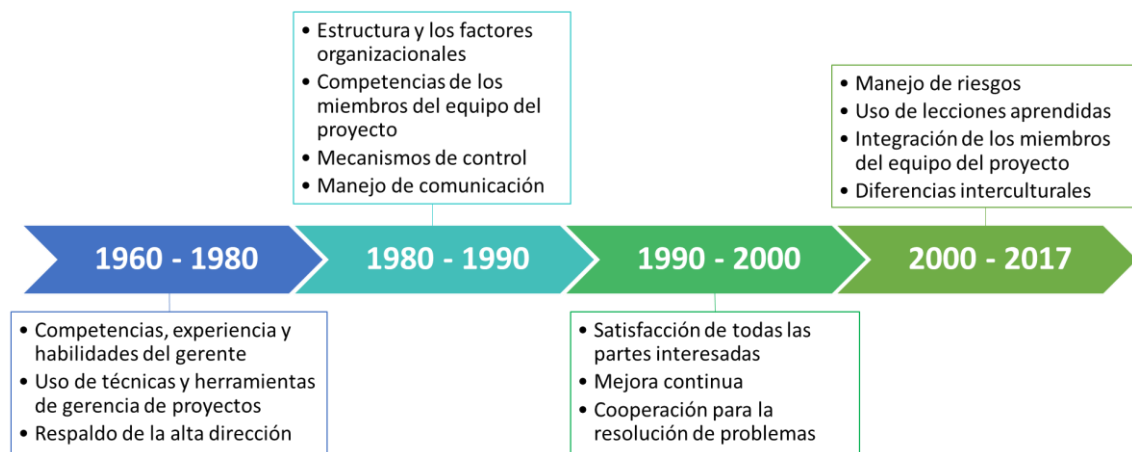 • Estructura y los factores
organizacionales
• Competencias de los
miembros del equipo del
proyecto
• Mecanismos de control
• Manejo de comunicación
• Manejo de riesgos
• Uso de lecciones aprendidas
• Integración de los miembros
del equipo del proyecto
• Diferencias interculturales
1960 - 1980
1980 - 1990
1990 - 2000
2000 - 2017
• Competencias, experiencia y
habilidades del gerente
• Uso de técnicas y herramientas
de gerencia de proyectos
• Respaldo de la alta dirección
• Satisfacción de todas las
partes interesadas
• Mejora continua
• Cooperación para la
resolución de problemas